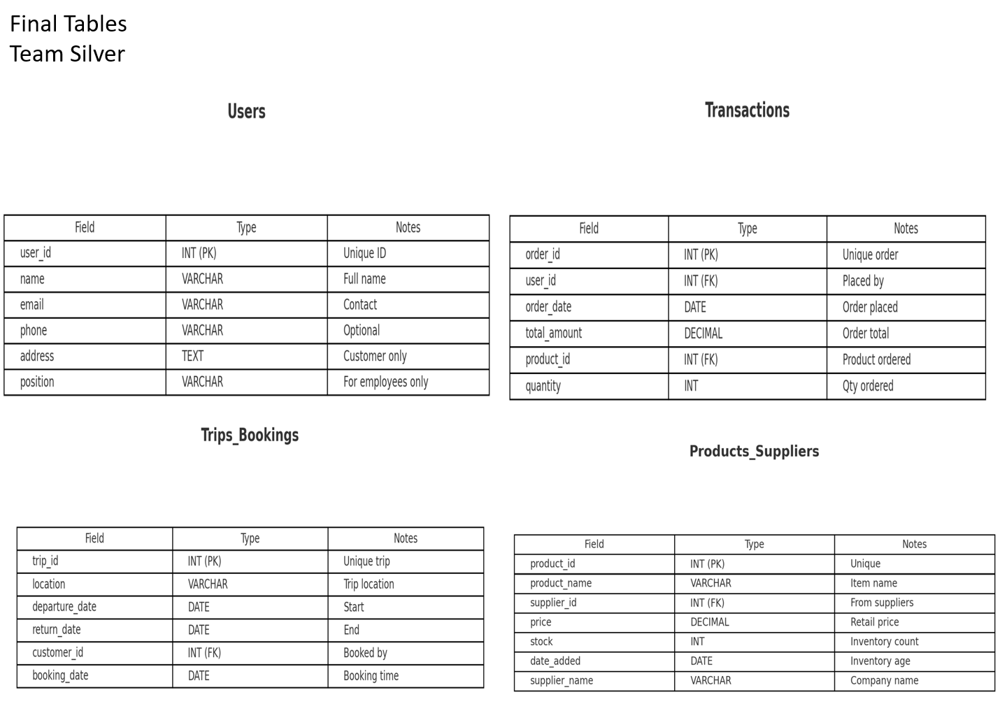 Final Tables
Team Silver
Users
Field Type Notes
user_id INT (PK) Unique ID
name VARCHAR Full name
email VARCHAR Contact
phone VARCHAR Optional
address TEXT Customer only
position VARCHAR For employees only
Transactions
Field Type Notes
order_id INT (PK) Unique order
user_id INT (FK) Placed by
order_date DATE Order placed
total_amount DECIMAL Order total
product_id INT (FK) Product ordered
quantity INT Qty ordered
Trips_Bookings
Field Type Notes
trip_id INT (PK) Unique trip
location VARCHAR Trip location
departure_date DATE Start
return_date DATE End
customer_id INT (FK) Booked by
booking_date DATE Booking time
Products_Suppliers
Field Type Notes
product_id INT (PK) Unique
product_name VARCHAR Item name
supplier_id INT (FK) From suppliers
price DECIMAL Retail price
stock INT Inventory count
date_added DATE Inventory age
supplier_name VARCHAR Company name